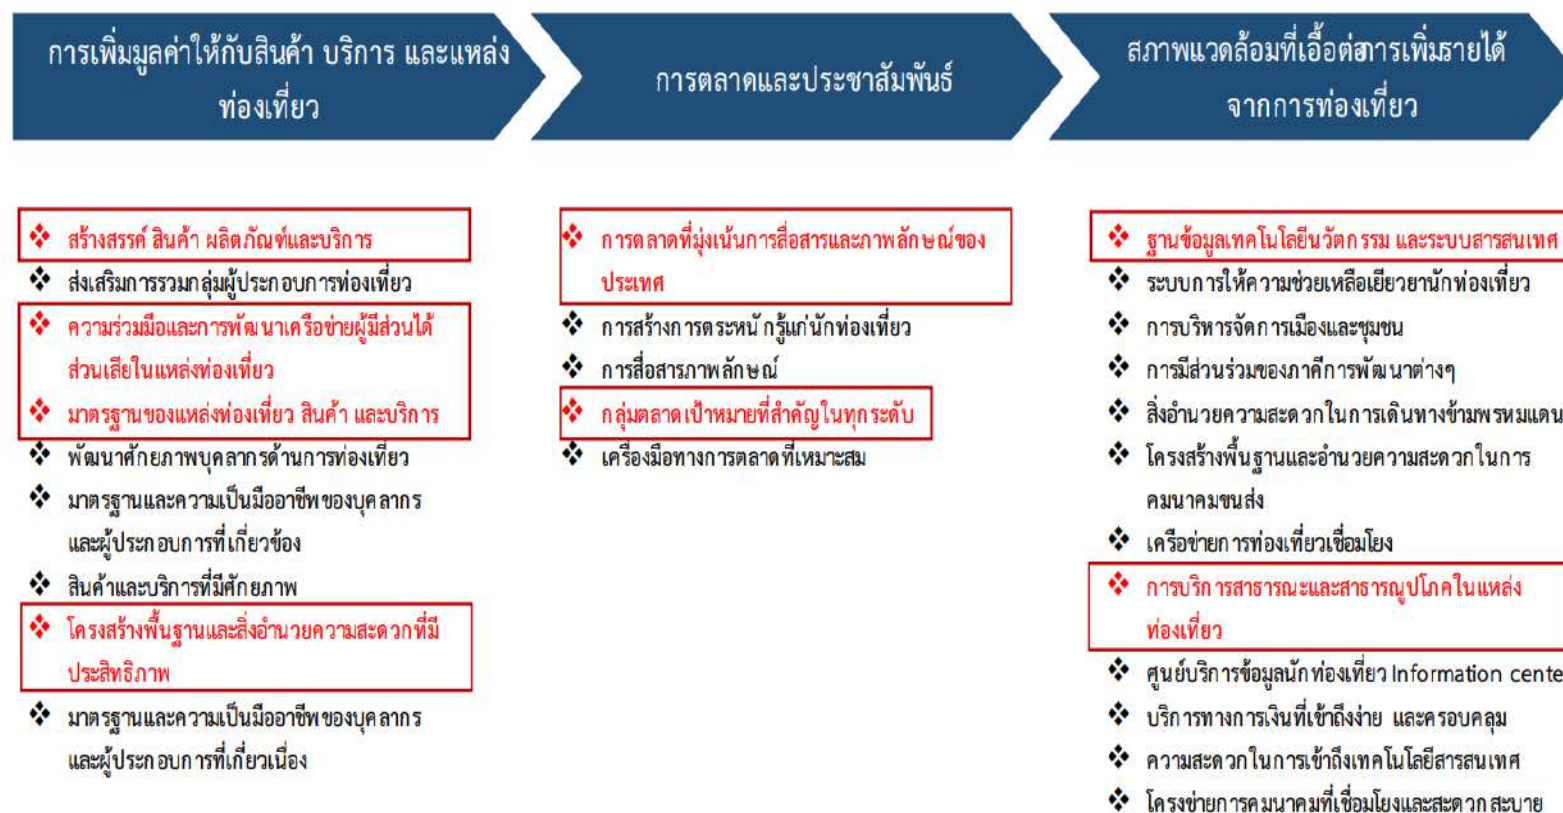 การเพิ่มมูลค่าให้กับสินค้า บริการ และแหล่ง
ท่องเที่ยว
การตลาดและประชาสัมพันธ์
สภาพแวดล้อมที่เอื้อต่อการเพิ่มรายได้
จากการท่องเที่ยว
❖ สร้างสรรค์ สินค้า ผลิตภัณฑ์และบริการ
❖ ส่งเสริมการรวมกลุ่มผู้ประกอบการท่องเที่ยว
❖ ความร่วมมือและการพัฒนาเครือข่ายผู้มีส่วนได้
ส่วนเสียในแหล่งท่องเที่ยว
❖ มาตรฐานของแหล่งท่องเที่ยว สินค้า และบริการ
❖ พัฒนาศักยภาพบุคลากรด้านการท่องเที่ยว
❖ มาตรฐานและความเป็นมืออาชีพของบุคลากร
และผู้ประกอบการที่เกี่ยวข้อง
❖ สินค้าและบริการที่มีศักยภาพ
❖ โครงสร้างพื้นฐานและสิ่งอำนวยความสะดวกที่มี
ประสิทธิภาพ
❖ มาตรฐานและความเป็นมืออาชีพของบุคลากร
และผู้ประกอบการที่เกี่ยวเนื่อง
❖ การตลาดที่มุ่งเน้นการสื่อสารและภาพลักษณ์ของ
ประเทศ
❖ การสร้างการตระหนักรู้แก่นักท่องเที่ยว
❖ การสื่อสารภาพลักษณ์
❖ กลุ่มตลาดเป้าหมายที่สำคัญในทุกระดับ
❖ เครื่องมือทางการตลาดที่เหมาะสม
❖ ฐานข้อมูลเทคโนโลยีนวัตกรรม และระบบสารสนเทศ
❖ ระบบการให้ความช่วยเหลือเยียวยานักท่องเที่ยว
❖ การบริหารจัดการเมืองและชุมชน
❖ การมีส่วนร่วมของภาคีการพัฒนาต่างๆ
❖ สิ่งอำนวยความสะดวกในการเดินทางข้ามพรหมแดน
❖ โครงสร้างพื้นฐานและอำนวยความสะดวกในการ
คมนาคมขนส่ง
❖ เครือข่ายการท่องเที่ยวเชื่อมโยง
❖ การบริการสาธารณะและสาธารณูปโภคในแหล่ง
ท่องเที่ยว
❖ ศูนย์บริการข้อมูลนักท่องเที่ยว Information cente
❖ บริการทางการเงินที่เข้าถึงง่าย และครอบคลุม
❖ ความสะดวกในการเข้าถึงเทคโนโลยีสารสนเทศ
❖ โครงข่ายการคมนาคมที่เชื่อมโยงและสะดวกสบาย